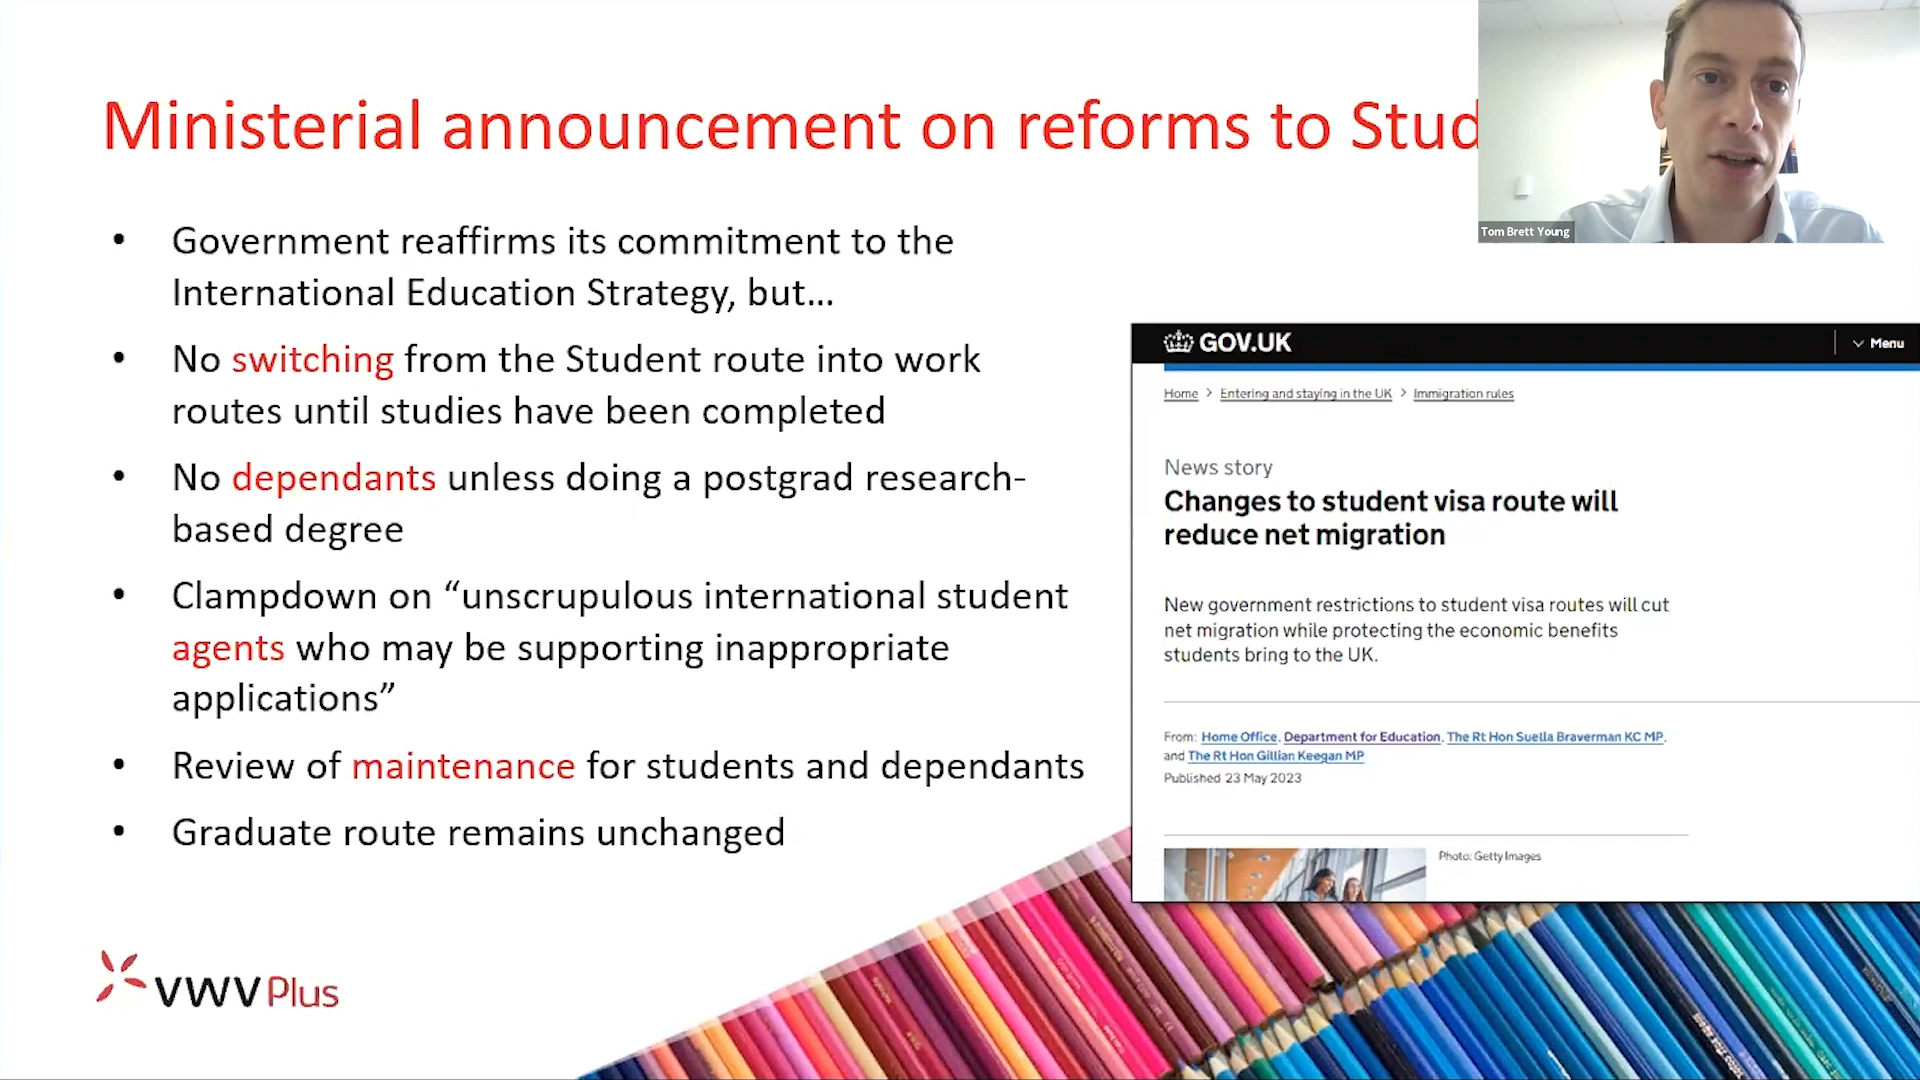 Ministerial announcement on reforms to Stud
Tom Brett Young
• Government reaffirms its commitment to the
International Education Strategy, but...
• No switching from the Student route into work
routes until studies have been completed
• No dependants unless doing a postgrad research-
based degree
• Clampdown on “unscrupulous international student
agents who may be supporting inappropriate
applications”
• Review of maintenance for students and dependants
• Graduate route remains unchanged
GOV.UK
Menu
Home > Entering and staying in the UK > Immigration rules
News story
Changes to student visa route will
reduce net migration
New government restrictions to student visa routes will cut
net migration while protecting the economic benefits
students bring to the UK.
From: Home Office, Department for Education, The Rt Hon Suella Braverman KC MP,
and The Rt Hon Gillian Keegan MP
Published 23 May 2023
Photo: Getty Images
VWV Plus